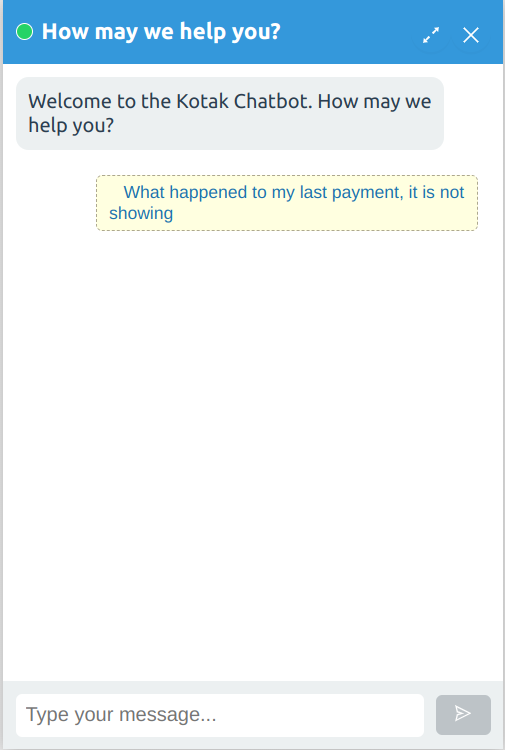 How may we help you?
Welcome to the Kotak Chatbot. How may we
help you?
What happened to my last payment, it is not
showing
Type your message...